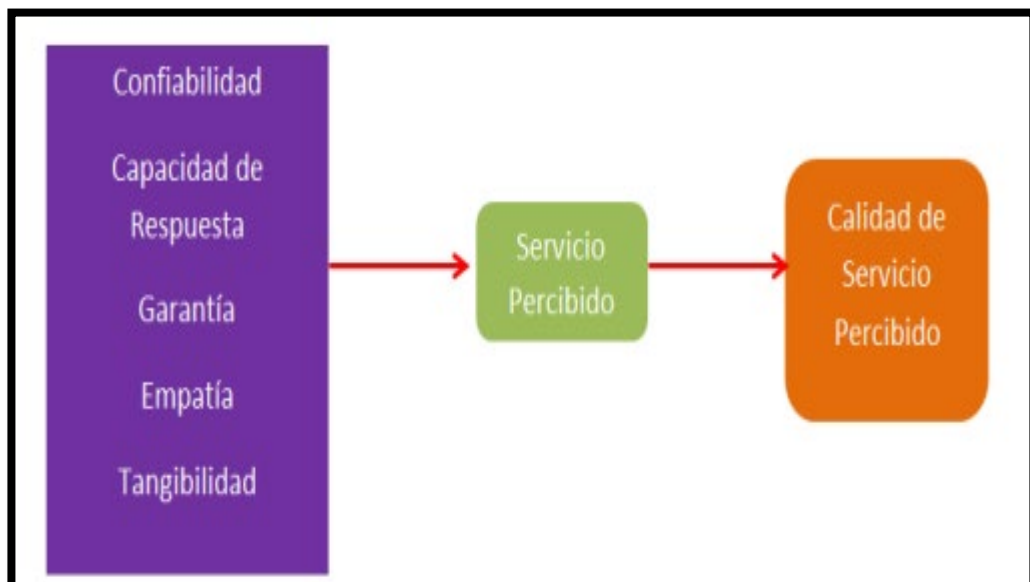 Confiabilidad
Capacidad de
Respuesta
Garantía
Empatía
Tangibilidad
Servicio
Percibido
Calidad de
Servicio
Percibido